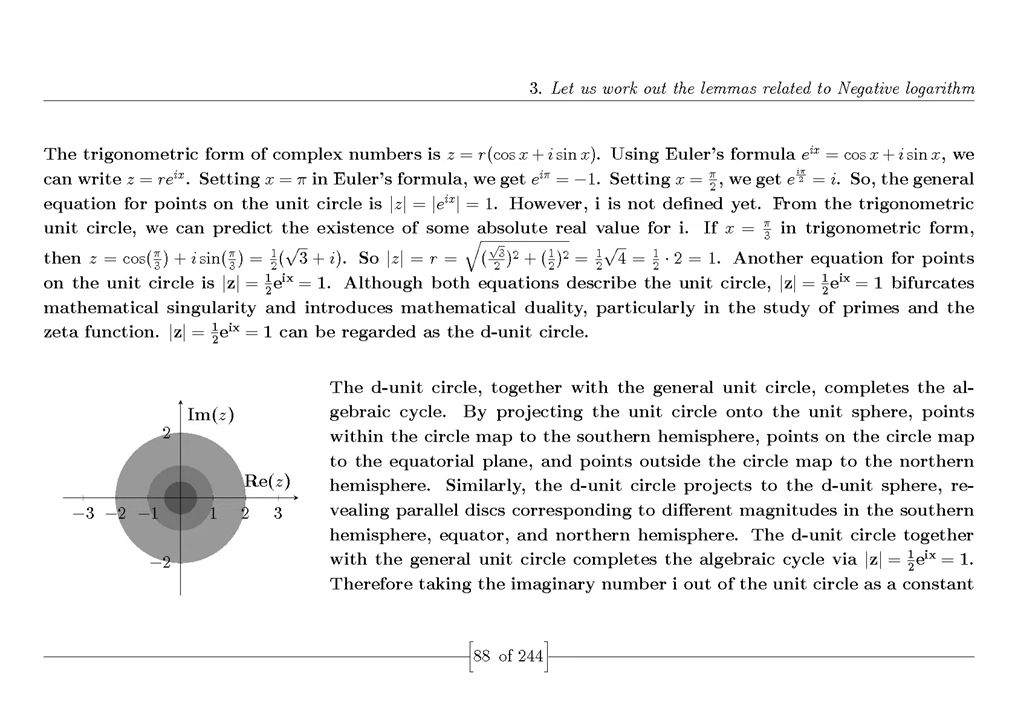 3. Let us work out the lemmas related to Negative logarithm
The trigonometric form of complex numbers is z = r(cos x + i sin x). Using Euler's formula e^{ix} = cos x + i sin x, we
can write z = re^{ix}. Setting x = π in Euler's formula, we get e^{iπ} = −1. Setting x = π/2, we get e^{iπ/2} = i. So, the general
equation for points on the unit circle is |z| = |e^{ix}| = 1. However, i is not defined yet. From the trigonometric
unit circle, we can predict the existence of some absolute real value for i. If x = π/3 in trigonometric form,
then z = cos(π/3) + i sin(π/3) = 1/2(√3 + i). So |z| = r = √((√3/2)² + (1/2)²) = 1/2√4 = 1/2 · 2 = 1. Another equation for points
on the unit circle is |z| = 1/2e^{ix} = 1. Although both equations describe the unit circle, |z| = 1/2e^{ix} = 1 bifurcates
mathematical singularity and introduces mathematical duality, particularly in the study of primes and the
zeta function. |z| = 1/2e^{ix} = 1 can be regarded as the d-unit circle.
Im(z)
2
Re(z)
−3 −2 −1 1 2 3
−2
The d-unit circle, together with the general unit circle, completes the al-
gebraic cycle. By projecting the unit circle onto the unit sphere, points
within the circle map to the southern hemisphere, points on the circle map
to the equatorial plane, and points outside the circle map to the northern
hemisphere. Similarly, the d-unit circle projects to the d-unit sphere, re-
vealing parallel discs corresponding to different magnitudes in the southern
hemisphere, equator, and northern hemisphere. The d-unit circle together
with the general unit circle completes the algebraic cycle via |z| = 1/2e^{ix} = 1.
Therefore taking the imaginary number i out of the unit circle as a constant
88 of 244